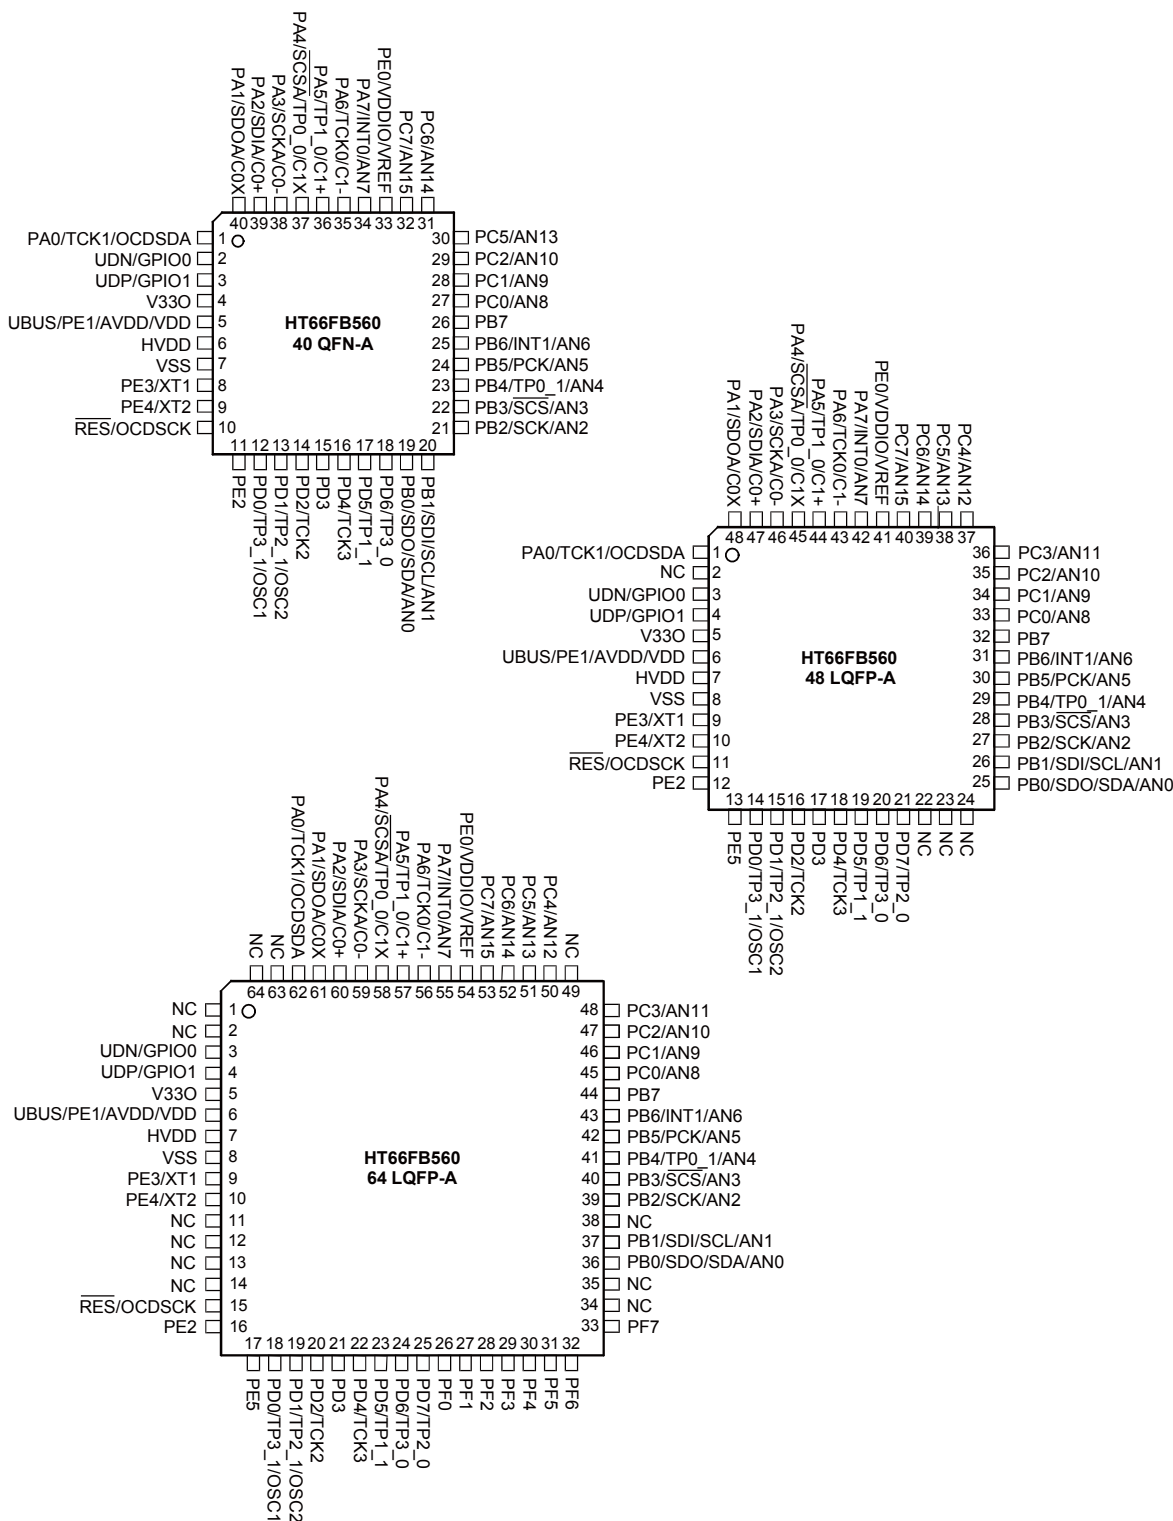 PA1/SDOA/C0X
PA2/SDIA/C0+
PA3/SCKA/C0-
PA4/SCSA/TP0_0/C1X
PA5/TP1_0/C1+
PA6/TCK0/C1-
PA7/INT0/AN7
PE0/VDDIO/VREF
PC7/AN15
PC6/AN14
40 39 38 37 36 35 34 33 32 31
PA0/TCK1/OCDSDA 1
UDN/GPIO0 2
UDP/GPIO1 3
V33O 4
UBUS/PE1/AVDD/VDD 5
HVDD 6
VSS 7
PE3/XT1 8
PE4/XT2 9
RES/OCDSCK 10
HT66FB560
40 QFN-A
30 PC5/AN13
29 PC2/AN10
28 PC1/AN9
27 PC0/AN8
26 PB7
25 PB6/INT1/AN6
24 PB5/PCK/AN5
23 PB4/TP0_1/AN4
22 PB3/SCS/AN3
21 PB2/SCK/AN2
11 12 13 14 15 16 17 18 19 20
PE2
PD0/TP3_1/OSC1
PD1/TP2_1/OSC2
PD2/TCK2
PD3
PD4/TCK3
PD5/TP1_1
PD6/TP3_0
PB0/SDO/SDA/AN0
PB1/SDI/SCL/AN1
PA1/SDOA/C0X
PA2/SDIA/C0+
PA3/SCKA/C0-
PA4/SCSA/TP0_0/C1X
PA5/TP1_0/C1+
PA6/TCK0/C1-
PA7/INT0/AN7
PE0/VDDIO/VREF
PC7/AN15
PC6/AN14
PC5/AN13
PC4/AN12
48 47 46 45 44 43 42 41 40 39 38 37
PA0/TCK1/OCDSDA 1
NC 2
UDN/GPIO0 3
UDP/GPIO1 4
V33O 5
UBUS/PE1/AVDD/VDD 6
HVDD 7
VSS 8
PE3/XT1 9
PE4/XT2 10
RES/OCDSCK 11
PE2 12
HT66FB560
48 LQFP-A
36 PC3/AN11
35 PC2/AN10
34 PC1/AN9
33 PC0/AN8
32 PB7
31 PB6/INT1/AN6
30 PB5/PCK/AN5
29 PB4/TP0_1/AN4
28 PB3/SCS/AN3
27 PB2/SCK/AN2
26 PB1/SDI/SCL/AN1
25 PB0/SDO/SDA/AN0
13 14 15 16 17 18 19 20 21 22 23 24
PE5
PD0/TP3_1/OSC1
PD1/TP2_1/OSC2
PD2/TCK2
PD3
PD4/TCK3
PD5/TP1_1
PD6/TP3_0
PD7/TP2_0
NC
NC
NC
NC
NC
PA0/TCK1/OCDSDA
PA1/SDOA/C0X
PA2/SDIA/C0+
PA3/SCKA/C0-
PA4/SCSA/TP0_0/C1X
PA5/TP1_0/C1+
PA6/TCK0/C1-
PA7/INT0/AN7
PE0/VDDIO/VREF
PC7/AN15
PC6/AN14
PC5/AN13
PC4/AN12
NC
64 63 62 61 60 59 58 57 56 55 54 53 52 51 50 49
NC 1
NC 2
UDN/GPIO0 3
UDP/GPIO1 4
V33O 5
UBUS/PE1/AVDD/VDD 6
HVDD 7
VSS 8
PE3/XT1 9
PE4/XT2 10
NC 11
NC 12
NC 13
NC 14
RES/OCDSCK 15
PE2 16
HT66FB560
64 LQFP-A
48 PC3/AN11
47 PC2/AN10
46 PC1/AN9
45 PC0/AN8
44 PB7
43 PB6/INT1/AN6
42 PB5/PCK/AN5
41 PB4/TP0_1/AN4
40 PB3/SCS/AN3
39 PB2/SCK/AN2
38 NC
37 PB1/SDI/SCL/AN1
36 PB0/SDO/SDA/AN0
35 NC
34 NC
33 PF7
17 18 19 20 21 22 23 24 25 26 27 28 29 30 31 32
PE5
PD0/TP3_1/OSC1
PD1/TP2_1/OSC2
PD2/TCK2
PD3
PD4/TCK3
PD5/TP1_1
PD6/TP3_0
PD7/TP2_0
PF0
PF1
PF2
PF3
PF4
PF5
PF6